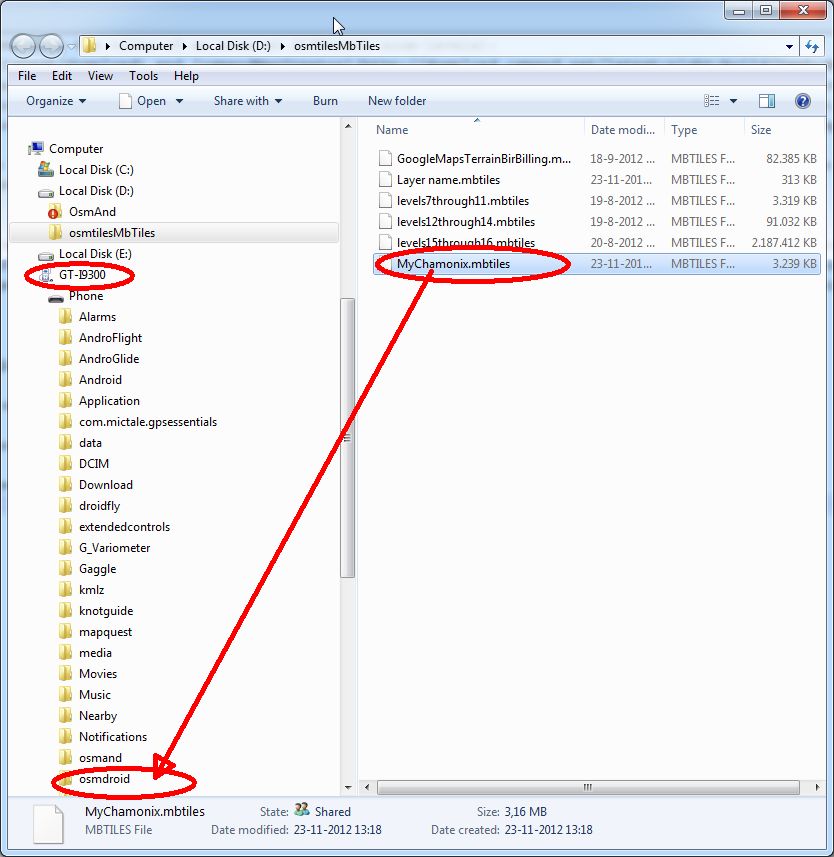 Computer Local Disk (D:) osmtilesMbTiles
File Edit View Tools Help
Organize Open Share with Burn New folder
Name Date modi... Type Size
Computer
Local Disk (C:)
Local Disk (D:)
OsmAnd
osmtilesMbTiles
Local Disk (E:)
GT-I9300
Phone
Alarms
AndroFlight
AndroGlide
Android
Application
com.mictale.gpsessentials
data
DCIM
Download
droidfly
extendedcontrols
G_Variometer
Gaggle
kmlz
knotguide
mapquest
media
Movies
Music
Nearby
Notifications
osmand
osmdroid
GoogleMapsTerrainBirBilling.m... 18-9-2012 ... MBTILES F... 82.385 KB
Layer name.mbtiles 23-11-201... MBTILES F... 313 KB
levels7through11.mbtiles 19-8-2012 ... MBTILES F... 3.319 KB
levels12through14.mbtiles 19-8-2012 ... MBTILES F... 91.032 KB
levels15through16.mbtiles 20-8-2012 ... MBTILES F... 2.187.412 KB
MyChamonix.mbtiles 23-11-201... MBTILES F... 3.239 KB
MyChamonix.mbtiles State: Shared Size: 3,16 MB
MBTILES File Date modified: 23-11-2012 13:18 Date created: 23-11-2012 13:18